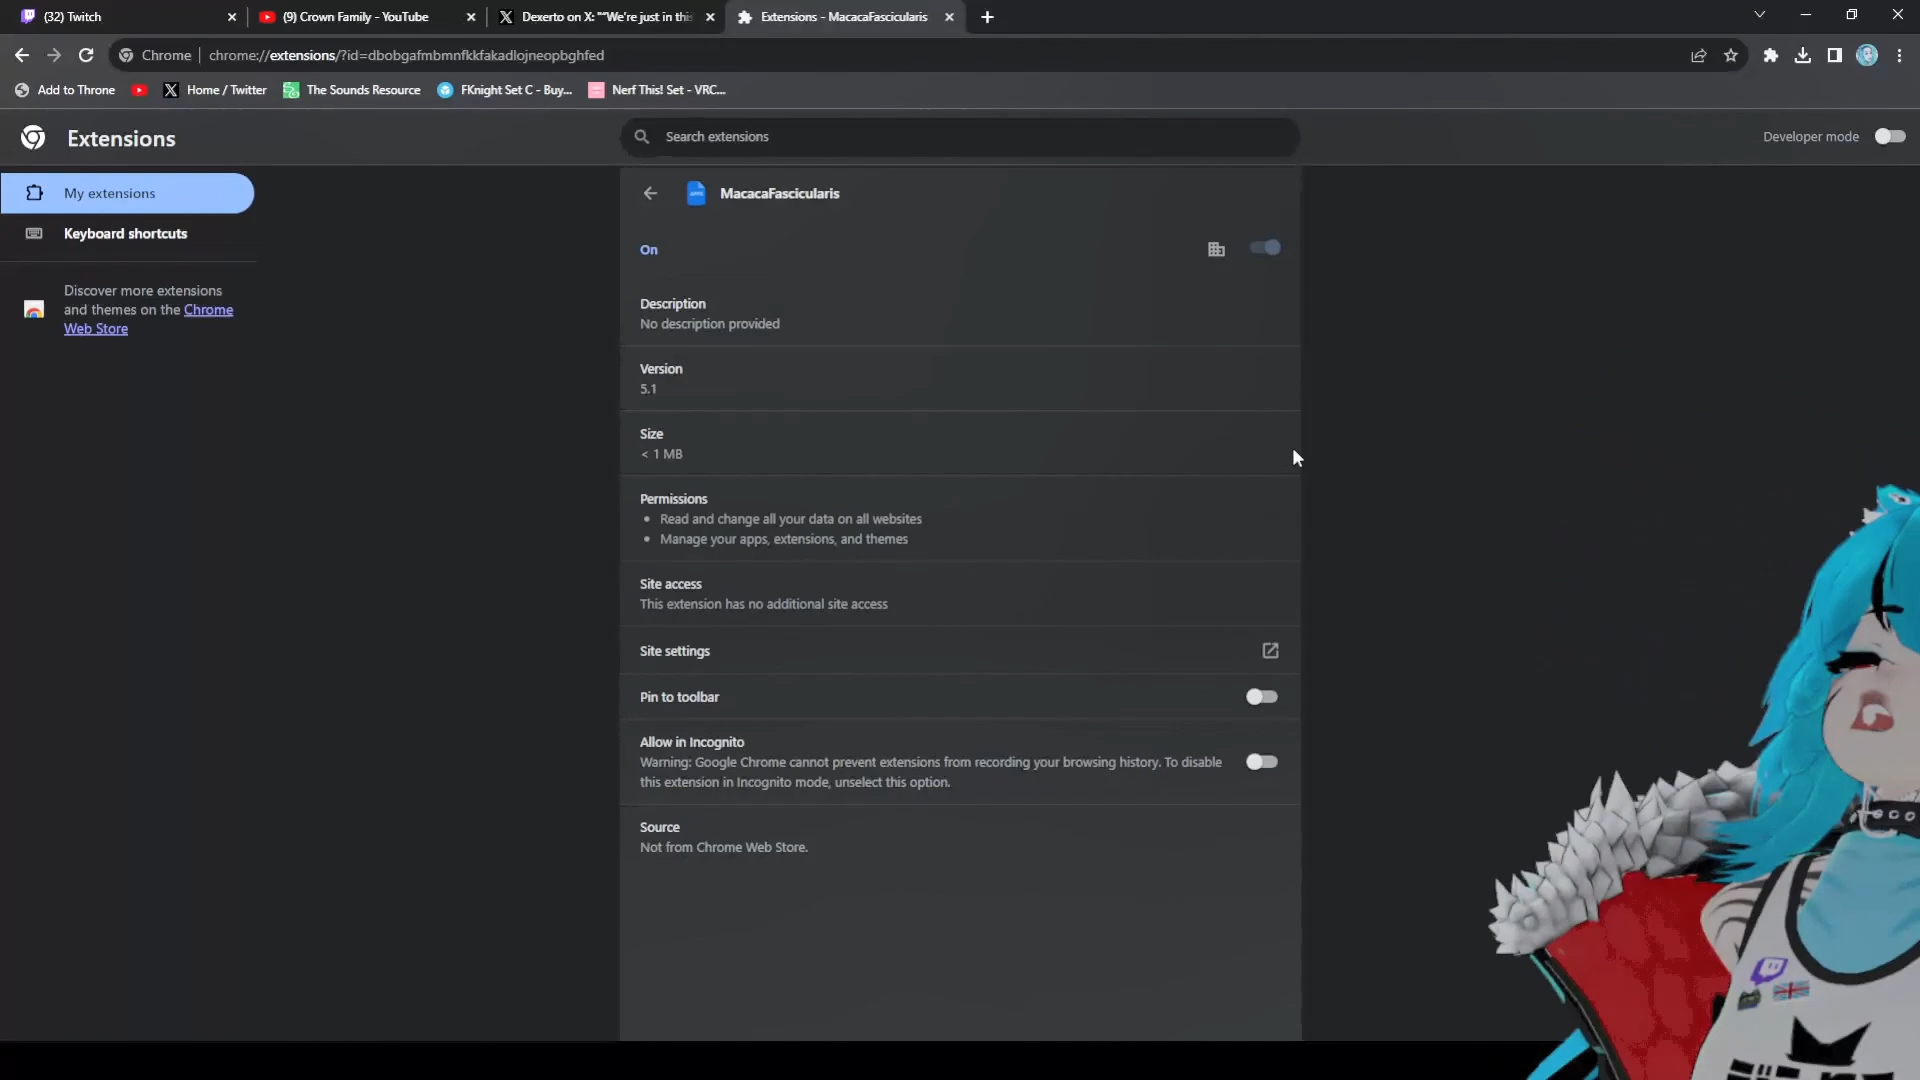 (32) Twitch
(9) Crown Family - YouTube
Dexerto on X: "“We're just in this
Extensions - MacacaFascicularis
Chrome
chrome://extensions/?id=dbobgafmbmnfkkfakadlojneopbghfed
Add to Throne
Home / Twitter
The Sounds Resource
FKnight Set C - Buy...
Nerf This! Set - VRC...
Extensions
Search extensions
Developer mode
My extensions
Keyboard shortcuts
Discover more extensions
and themes on the Chrome
Web Store
MacacaFascicularis
On
Description
No description provided
Version
5.1
Size
< 1 MB
Permissions
• Read and change all your data on all websites
• Manage your apps, extensions, and themes
Site access
This extension has no additional site access
Site settings
Pin to toolbar
Allow in Incognito
Warning: Google Chrome cannot prevent extensions from recording your browsing history. To disable
this extension in Incognito mode, unselect this option.
Source
Not from Chrome Web Store.